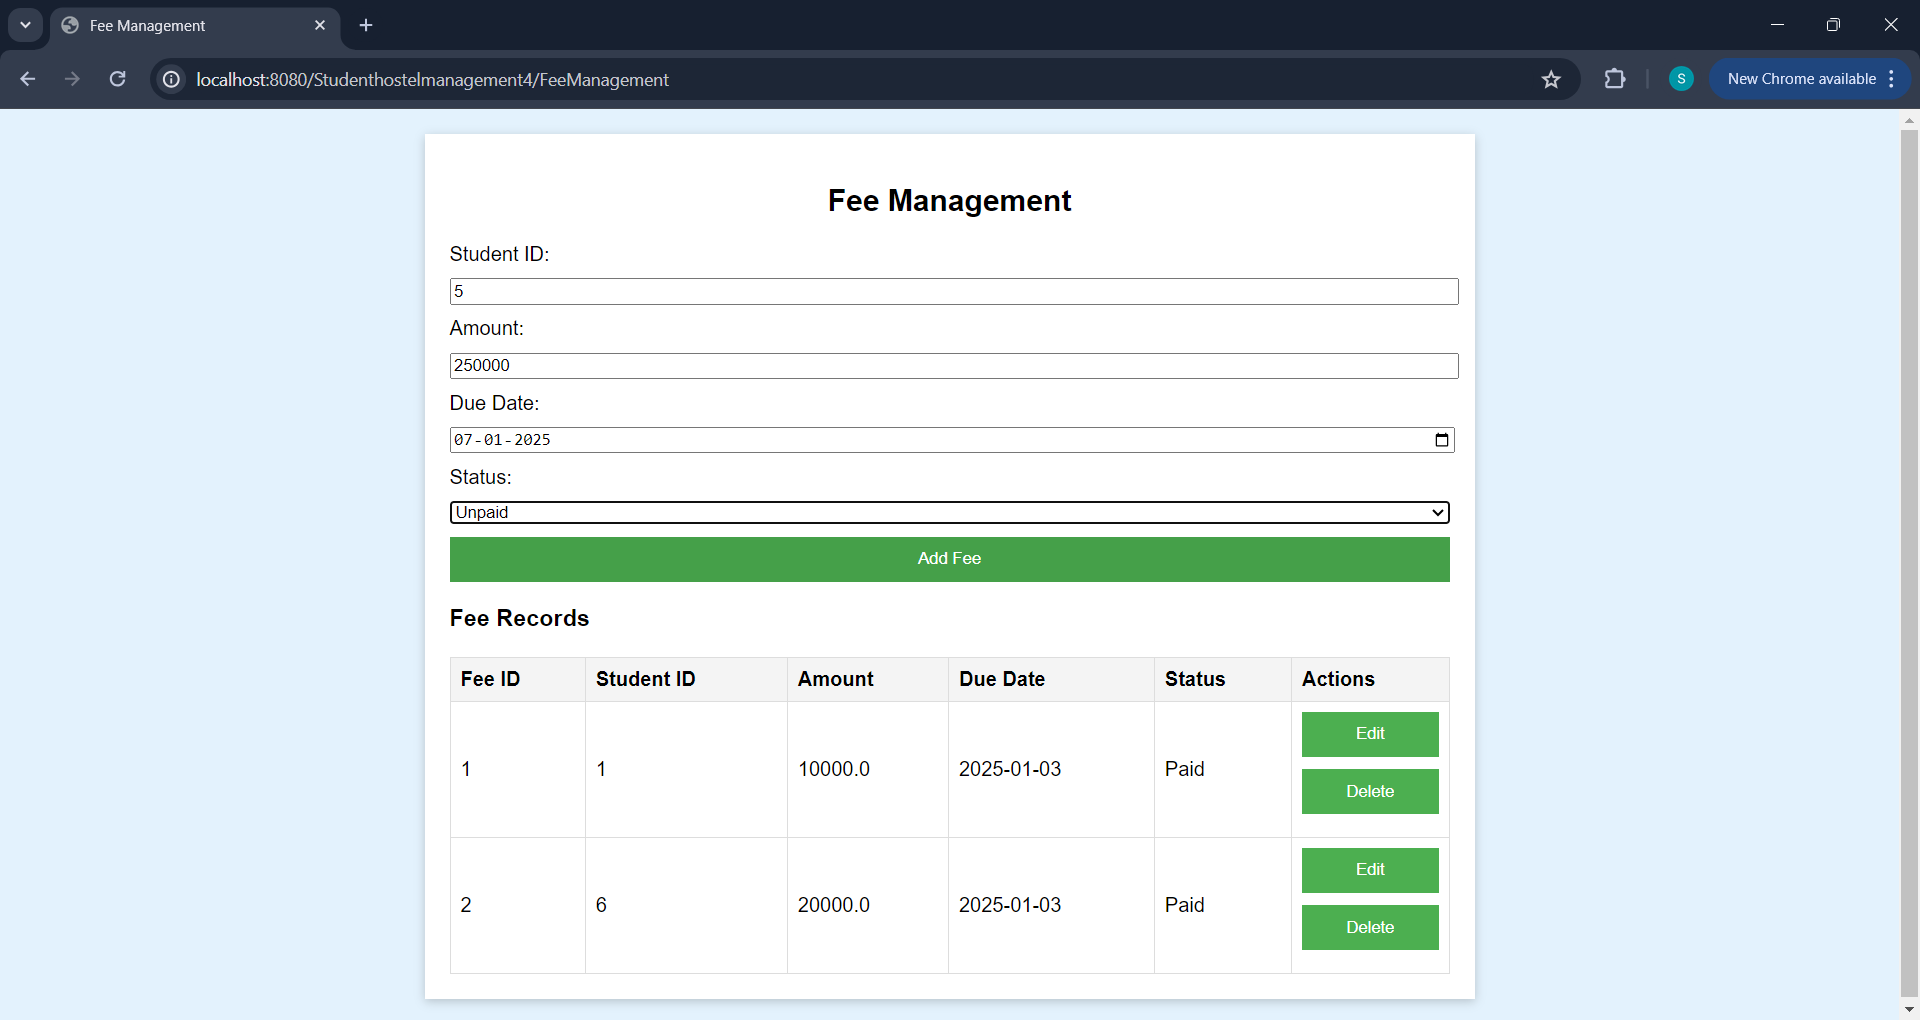 Fee Management
localhost:8080/Studenthostelmanagement4/FeeManagement
S
New Chrome available
Fee Management
Student ID:
5
Amount:
250000
Due Date:
07-01-2025
Status:
Unpaid
Add Fee
Fee Records
Fee ID Student ID Amount Due Date Status Actions
1 1 10000.0 2025-01-03 Paid Edit
Delete
2 6 20000.0 2025-01-03 Paid Edit
Delete